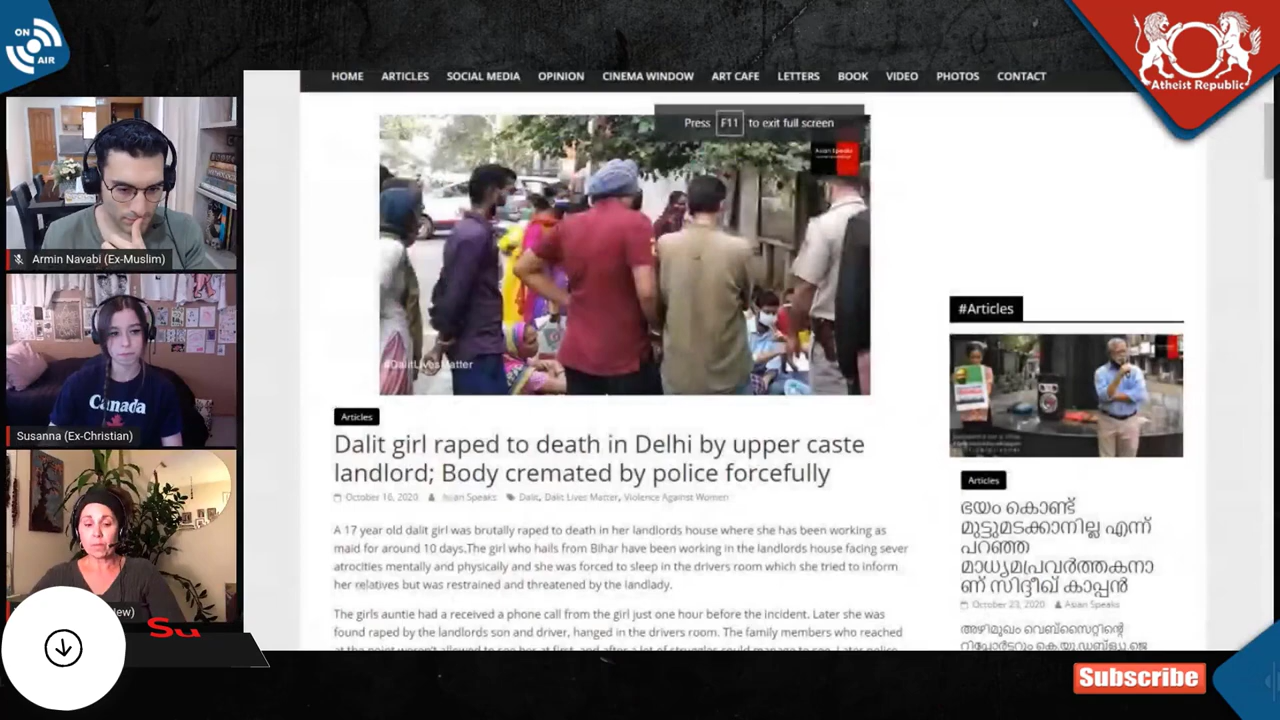 ON
AIR
Atheist Republic
HOME ARTICLES SOCIAL MEDIA OPINION CINEMA WINDOW ART CAFE LETTERS BOOK VIDEO PHOTOS CONTACT
Press F11 to exit full screen
Asian Speaks
#DalitLivesMatter
Armin Navabi (Ex-Muslim)
Susanna (Ex-Christian)
Su
Articles
Dalit girl raped to death in Delhi by upper caste
landlord; Body cremated by police forcefully
October 16, 2020 Asian Speaks Dalit, Dalit Lives Matter, Violence Against Women
A 17 year old dalit girl was brutally raped to death in her landlords house where she has been working as
maid for around 10 days.The girl who hails from Bihar have been working in the landlords house facing sever
atrocities mentally and physically and she was forced to sleep in the drivers room which she tried to inform
her relatives but was restrained and threatened by the landlady.
The girls auntie had a received a phone call from the girl just one hour before the incident. Later she was
found raped by the landlords son and driver, hanged in the drivers room. The family members who reached
#Articles
Canada
Articles
ഭയം കൊണ്ട്
മുട്ടുമടക്കാനില്ല എന്ന്
പറഞ്ഞ
മാധ്യമപ്രവർത്തകനാ
ണ് സിദ്ദീഖ് കാപ്പൻ
October 23, 2020 Asian Speaks
അഴിമുഖം വെബ്സൈറ്റിന്റെ
Subscribe